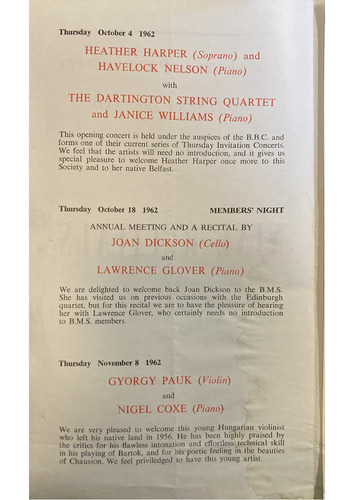 Thursday October 4 1962
HEATHER HARPER (Soprano) and
HAVELOCK NELSON (Piano)
with
THE DARTINGTON STRING QUARTET
and JANICE WILLIAMS (Piano)
This opening concert is held under the auspices of the B.B.C. and
forms one of their current series of Thursday Invitation Concerts.
We feel that the artists will need no introduction, and it gives us
special pleasure to welcome Heather Harper once more to this
Society and to her native Belfast.
Thursday October 18 1962 MEMBERS' NIGHT
ANNUAL MEETING AND A RECITAL BY
JOAN DICKSON (Cello)
and
LAWRENCE GLOVER (Piano)
We are delighted to welcome back Joan Dickson to the B.M.S.
She has visited us on previous occasions with the Edinburgh
quartet, but for this recital we are to have the pleasure of hearing
her with Lawrence Glover, who certainly needs no introduction
to B.M.S. members.
Thursday November 8 1962
GYORGY PAUK (Violin)
and
NIGEL COXE (Piano)
We are very pleased to welcome this young Hungarian violinist
who left his native land in 1956. He has been highly praised by
the critics for his flawless intonation and effortless technical skill
in his playing of Bartok, and for his poetic feeling in the beauties
of Chausson. We feel priviledged to have this young artist.